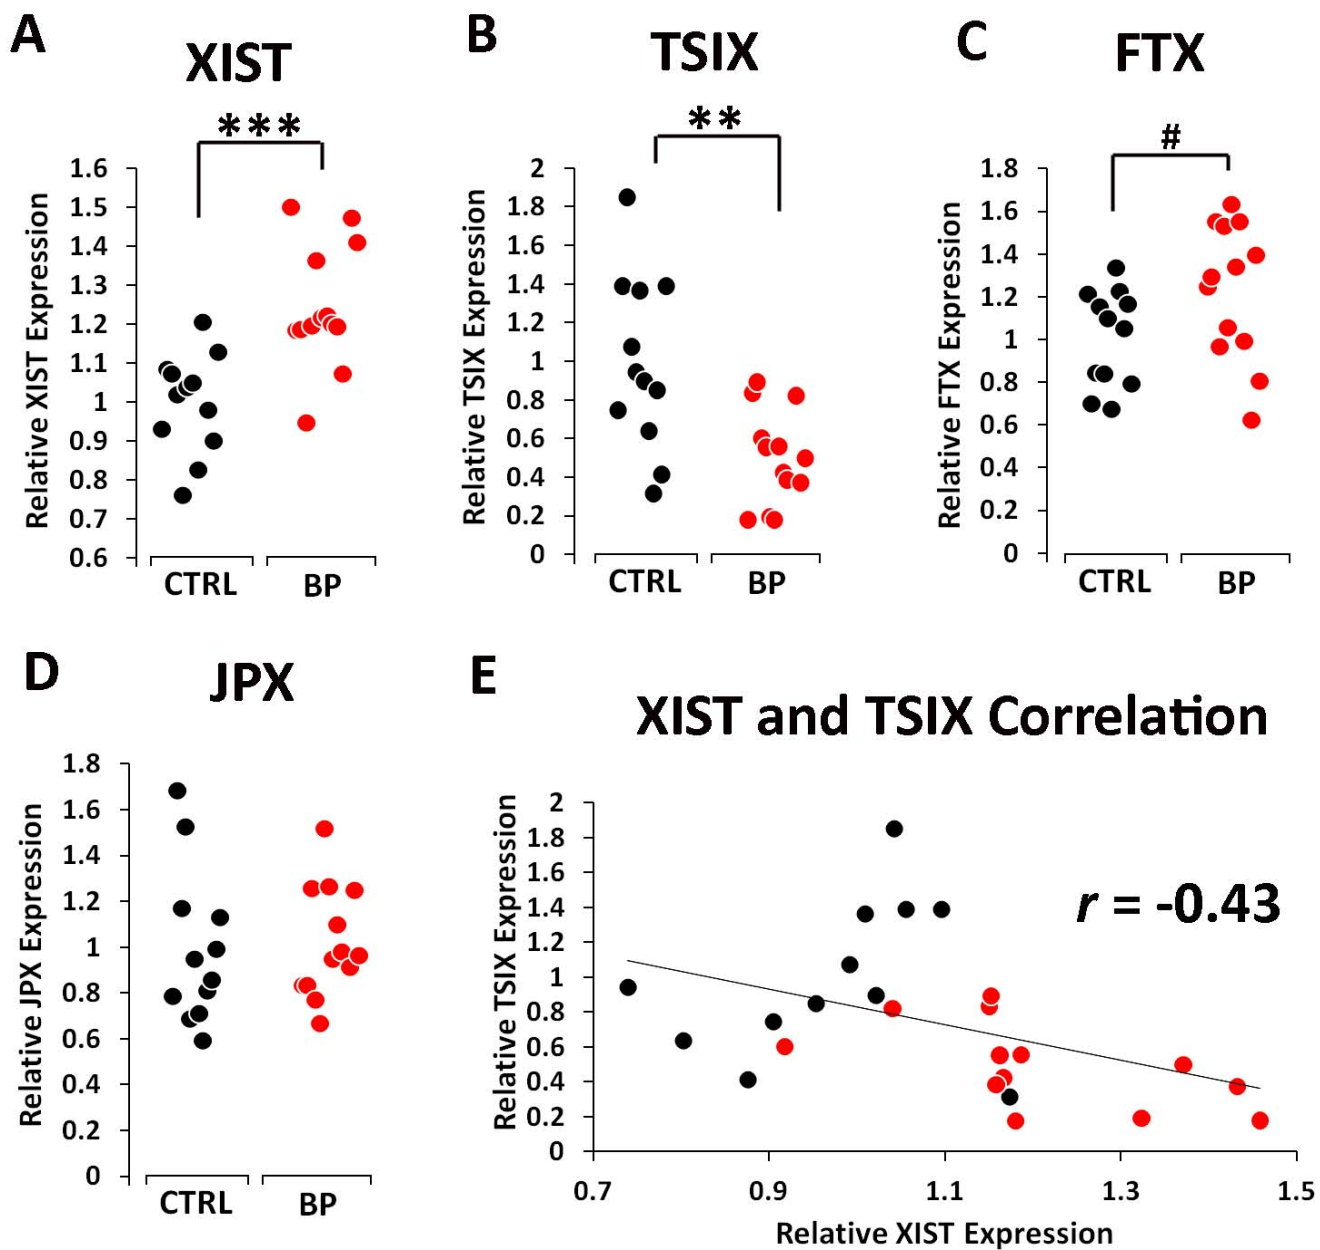 A
XIST
***
Relative XIST Expression
1.6
1.5
1.4
1.3
1.2
1.1
1
0.9
0.8
0.7
0.6
CTRL
BP
B
TSIX
**
Relative TSIX Expression
2
1.8
1.6
1.4
1.2
1
0.8
0.6
0.4
0.2
0
CTRL
BP
C
FTX
#
Relative FTX Expression
1.8
1.6
1.4
1.2
1
0.8
0.6
0.4
0.2
0
CTRL
BP
D
JPX
Relative JPX Expression
1.8
1.6
1.4
1.2
1
0.8
0.6
0.4
0.2
0
CTRL
BP
E
XIST and TSIX Correlation
Relative TSIX Expression
2
1.8
1.6
1.4
1.2
1
0.8
0.6
0.4
0.2
0
r = -0.43
0.7 0.9 1.1 1.3 1.5
Relative XIST Expression